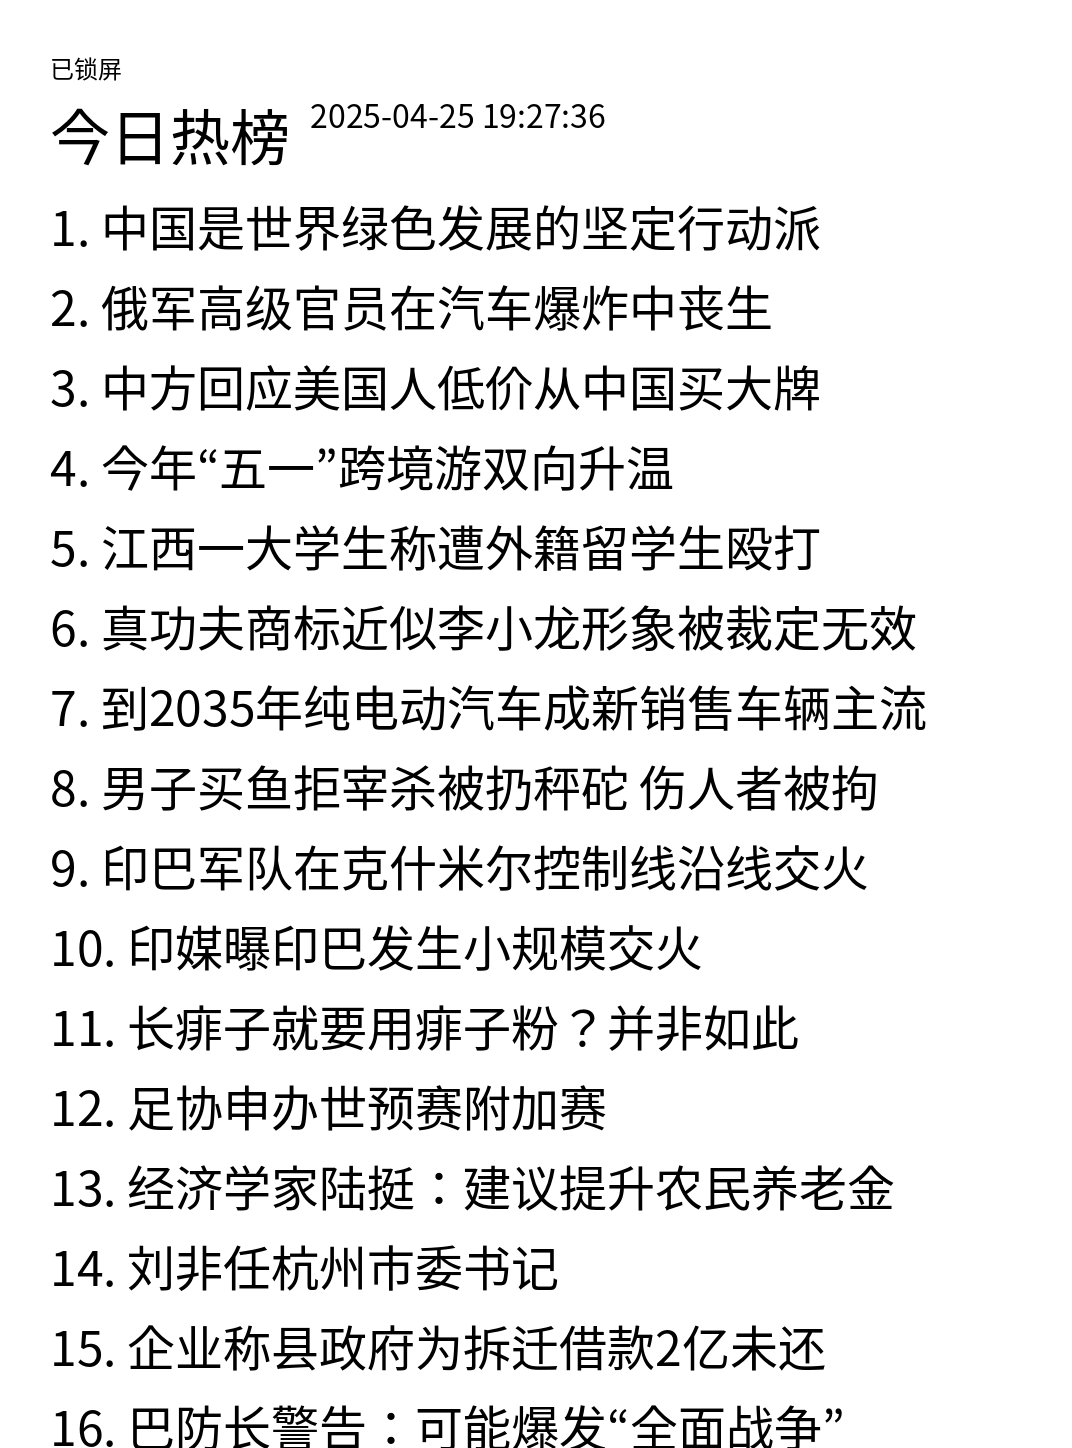 已锁屏
今日热榜 2025-04-25 19:27:36
1. 中国是世界绿色发展的坚定行动派
2. 俄军高级官员在汽车爆炸中丧生
3. 中方回应美国人低价从中国买大牌
4. 今年“五一”跨境游双向升温
5. 江西一大学生称遭外籍留学生殴打
6. 真功夫商标近似李小龙形象被裁定无效
7. 到2035年纯电动汽车成新销售车辆主流
8. 男子买鱼拒宰杀被扔秤砣 伤人者被拘
9. 印巴军队在克什米尔控制线沿线交火
10. 印媒曝印巴发生小规模交火
11. 长痱子就要用痱子粉？并非如此
12. 足协申办世预赛附加赛
13. 经济学家陆挺：建议提升农民养老金
14. 刘非任杭州市委书记
15. 企业称县政府为拆迁借款2亿未还
16. 巴防长警告：可能爆发“全面战争”